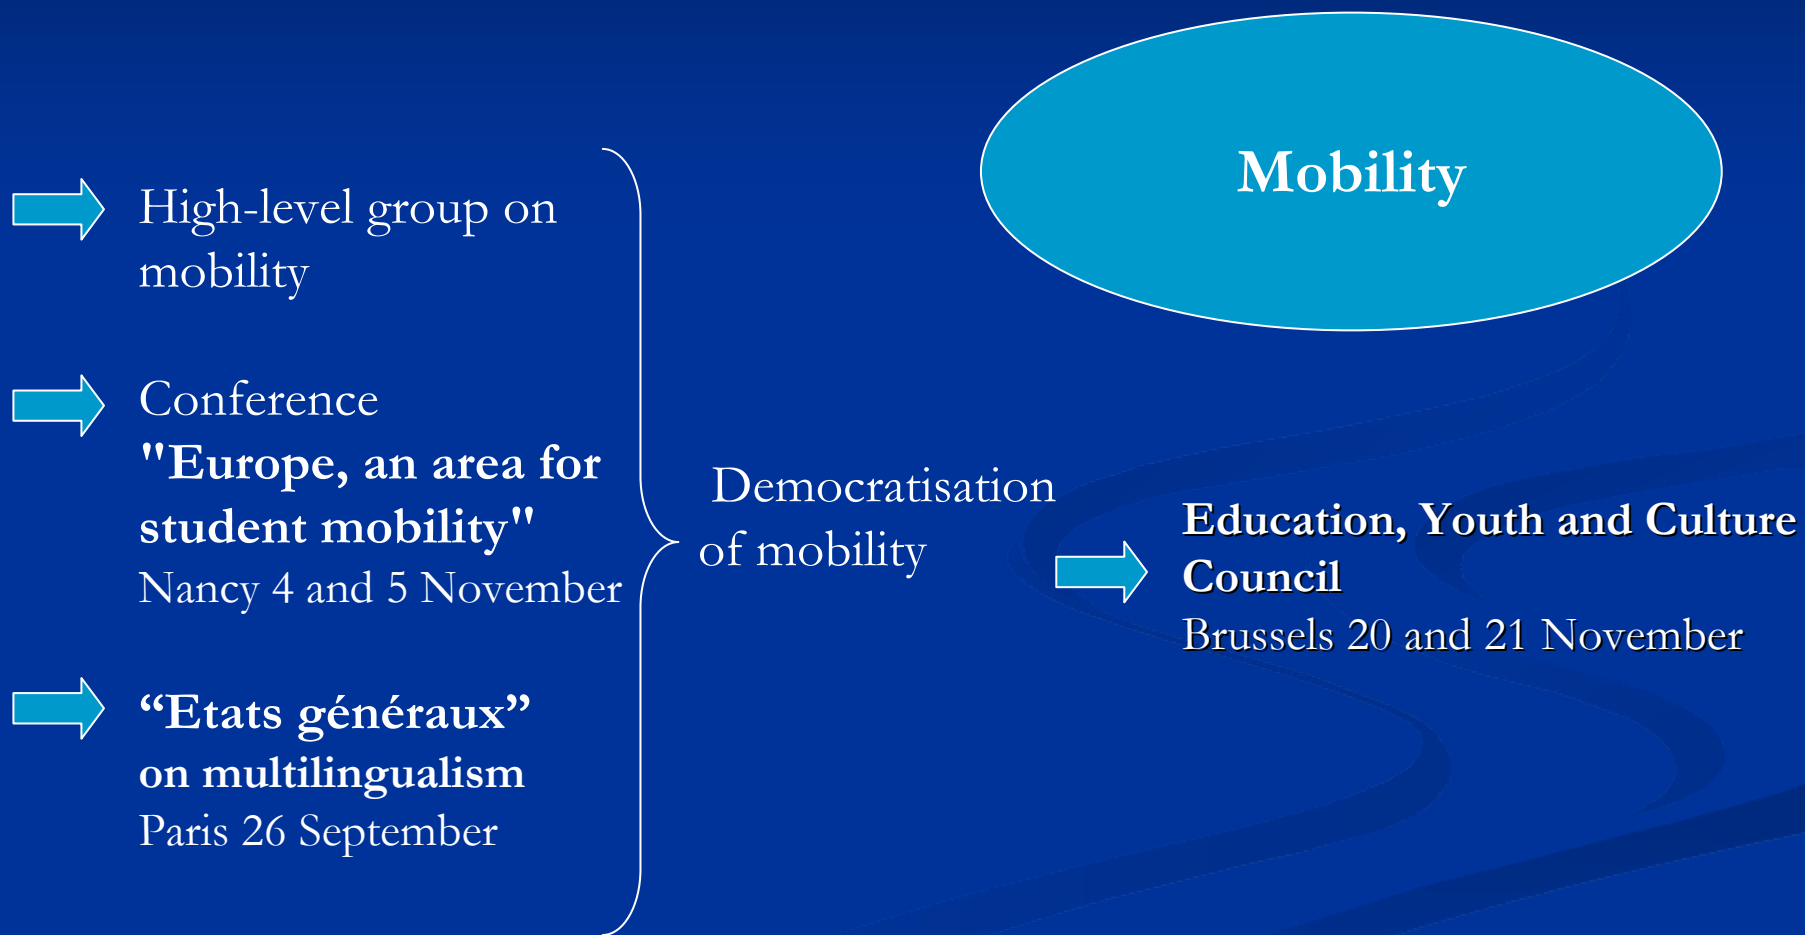 Mobility
High-level group on
mobility
Conference
"Europe, an area for
student mobility"
Nancy 4 and 5 November
“Etats généraux”
on multilingualism
Paris 26 September
Democratisation
of mobility
Education, Youth and Culture
Council
Brussels 20 and 21 November